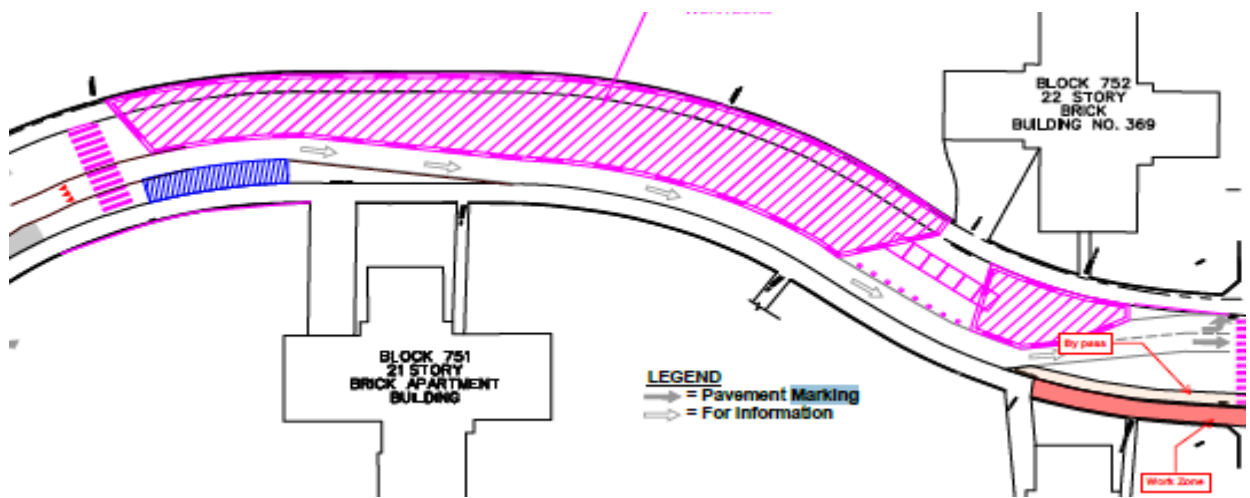 BLOCK 752
22 STORY
BRICK
BUILDING NO. 369
By pass
BLOCK 751
21 STORY
BRICK APARTMENT
BUILDING
LEGEND
= Pavement Marking
= For Information
Work Zone